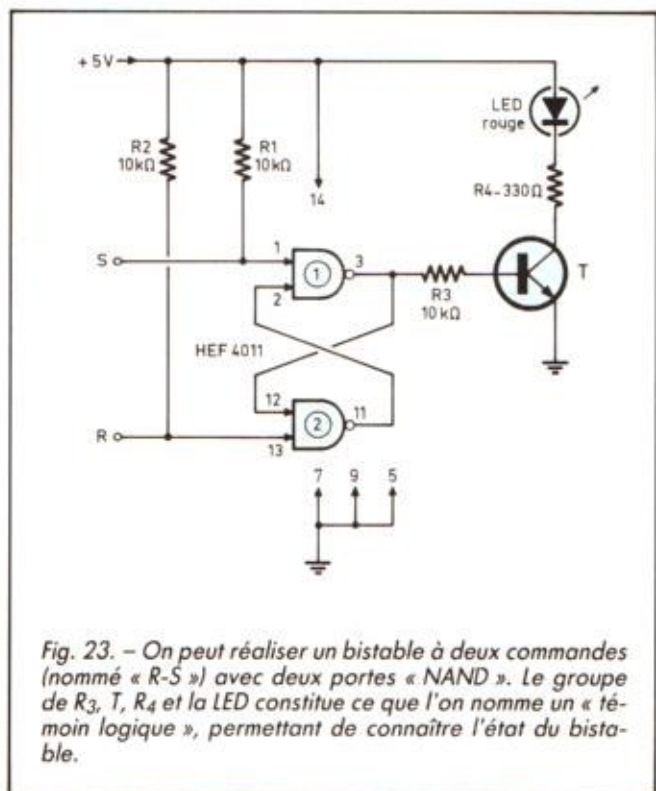 +5V
LED
rouge
R2
10kΩ
R1
10kΩ
14
R4-330Ω
S
1
3
1
2
R3
10kΩ
T
HEF 4011
12
11
2
R
13
7 9 5
Fig. 23. – On peut réaliser un bistable à deux commandes
(nommé « R-S ») avec deux portes « NAND ». Le groupe
de R3, T, R4 et la LED constitue ce que l'on nomme un « té-
moin logique », permettant de connaître l'état du bista-
ble.